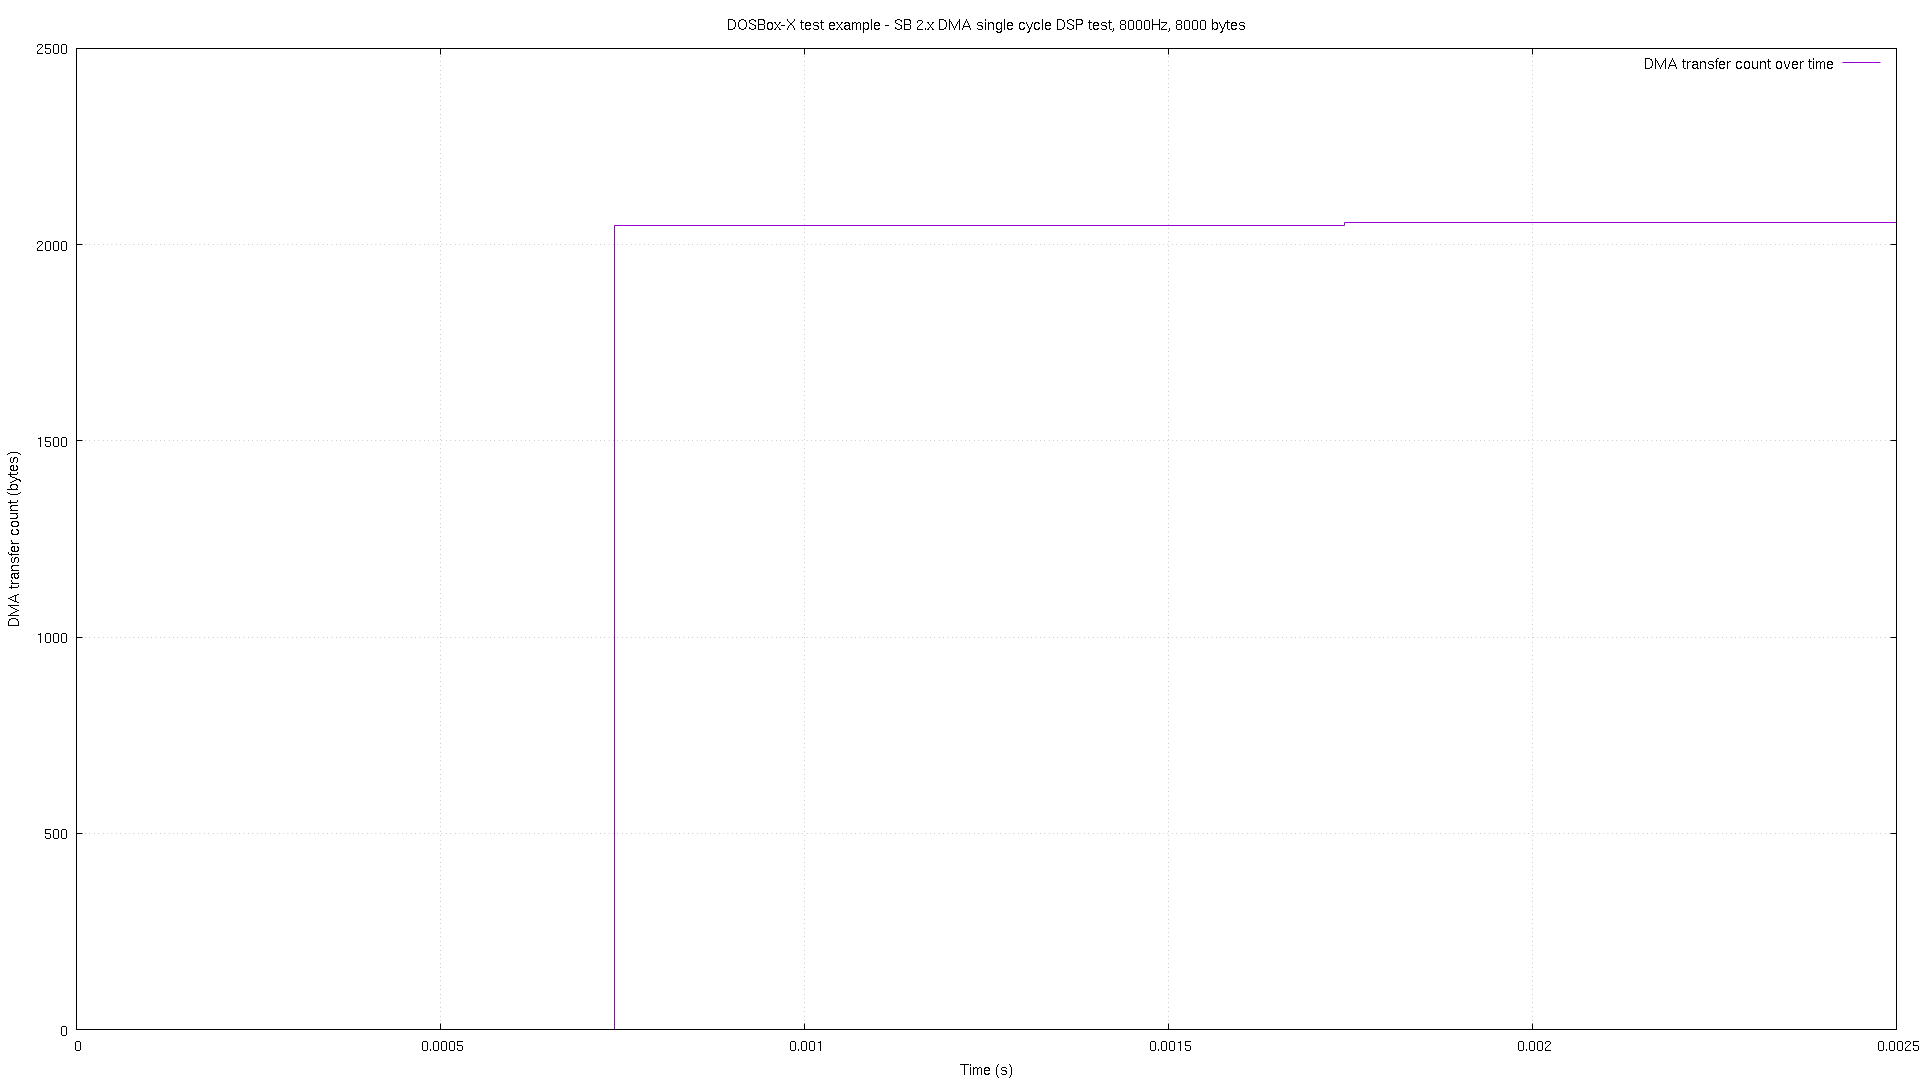 DOSBox-X test example - SB 2.x DMA single cycle DSP test, 8000Hz, 8000 bytes
DMA transfer count over time
2500
2000
1500
1000
500
0
DMA transfer count (bytes)
0 0.0005 0.001 0.0015 0.002 0.0025
Time (s)